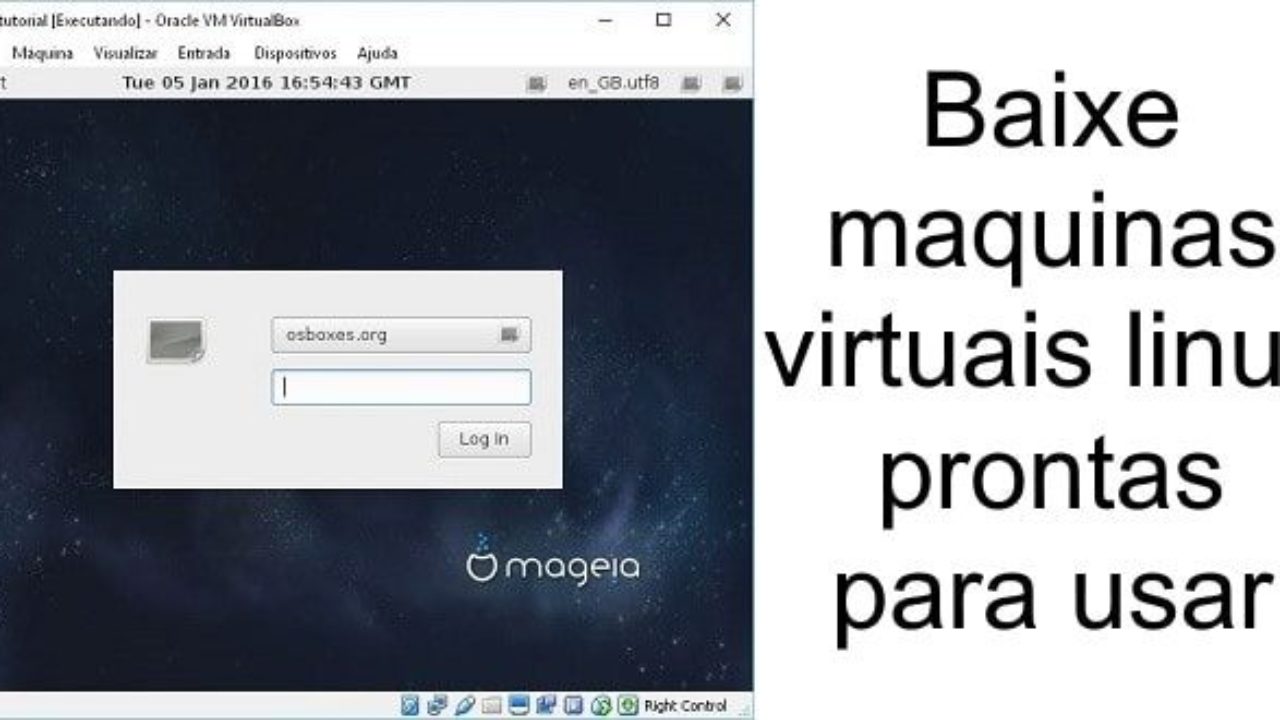 tutorial [Executando] - Oracle VM VirtualBox
Máquina Visualizar Entrada Dispositivos Ajuda
t Tue 05 Jan 2016 16:54:43 GMT en_GB.utf8
osboxes.org
Log In
mageia
Right Control
Baixe
maquinas
virtuais linu
prontas
para usar